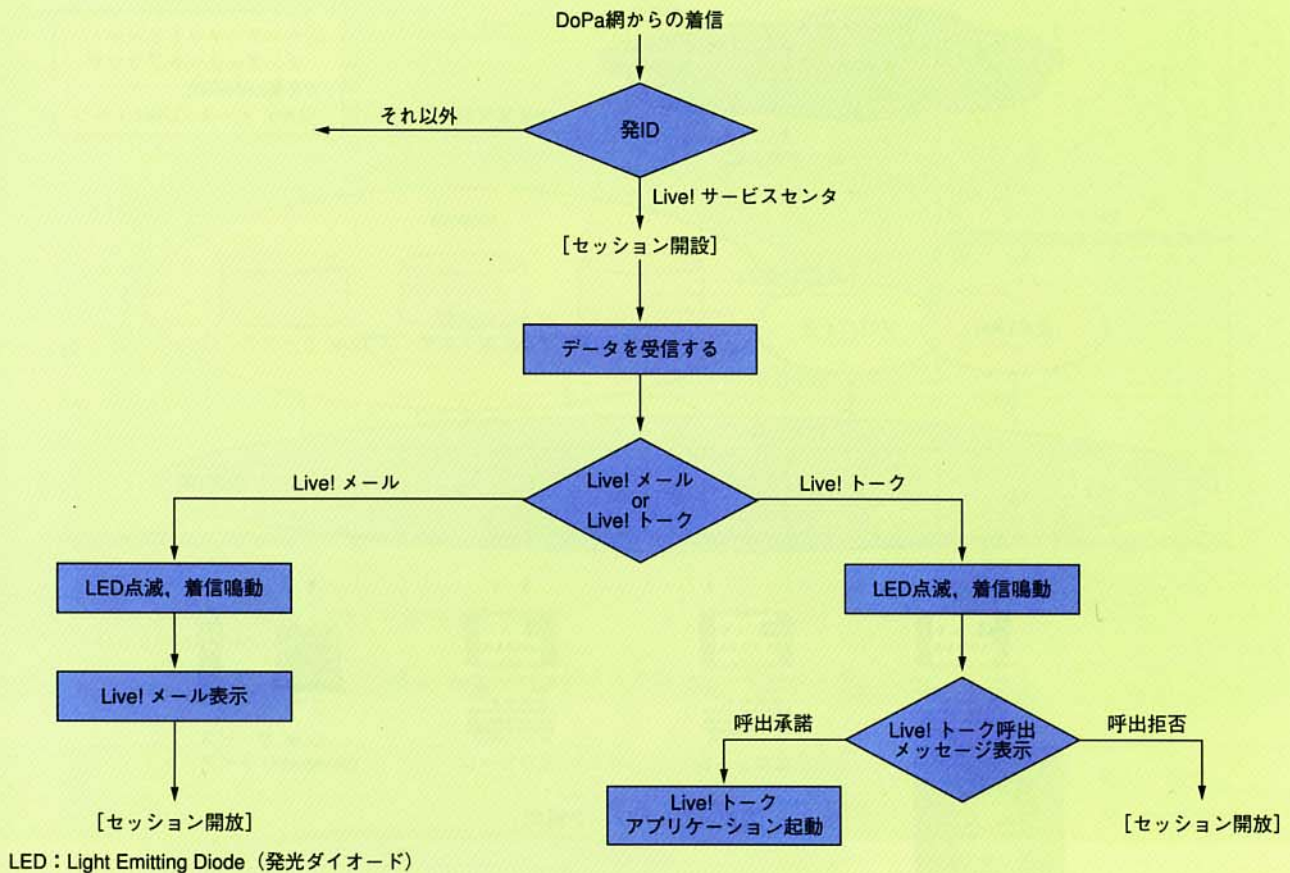 DoPa網からの着信
それ以外
発ID
Live! サービスセンタ
[セッション開設]
データを受信する
Live! メール
Live! メール
or
Live! トーク
Live! トーク
LED点滅，着信鳴動
LED点滅，着信鳴動
Live! メール表示
呼出承諾
Live! トーク呼出
メッセージ表示
呼出拒否
Live! トーク
アプリケーション起動
[セッション開放]
[セッション開放]
LED：Light Emitting Diode（発光ダイオード）